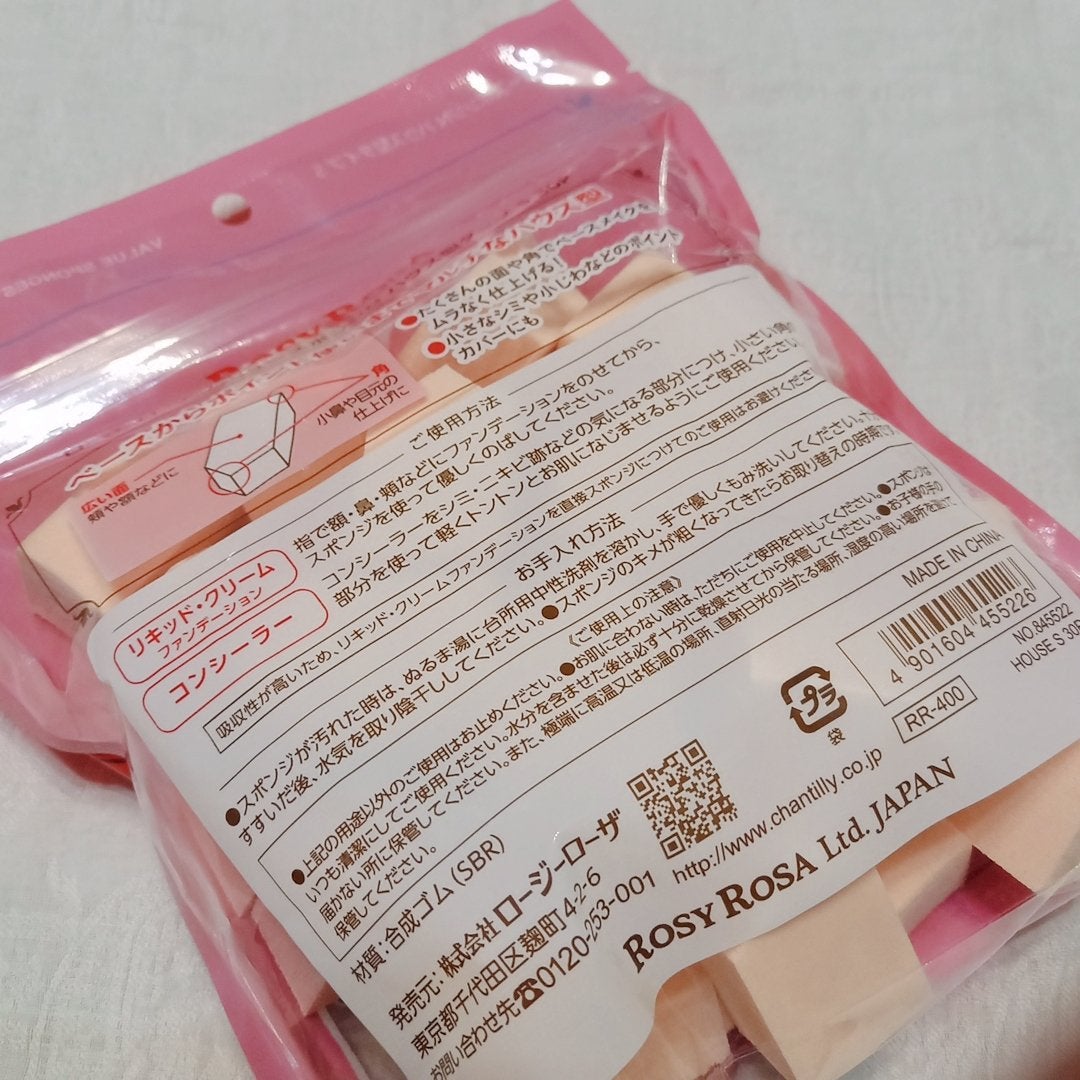 VALUE SPONGES
ベースからポイント
ハウス型
●たくさんの面や角でベースメイクを
ムラなく仕上げる!
●小さなシミや小じわなどのポイント
カバーにも
角
小鼻や目元の
仕上げに
広い面
頬や額などに
ご使用方法
リキッド・クリーム
ファンデーション
指で額・鼻・頬などにファンデーションをのせてから、
スポンジを使って優しくのばしてください。
コンシーラー
コンシーラーをシミ・ニキビ跡などの気になる部分につけ、小さい角の
部分を使って軽くトントンとお肌になじませるようにご使用ください
吸収性が高いため、リキッド・クリームファンデーションを直接スポンジにつけてのご使用はお避けくださ
お手入れ方法
●スポンジが汚れた時は、ぬるま湯に台所用中性洗剤を溶かし、手で優しくもみ洗いしてください。
すすいだ後、水気を取り陰干ししてください。●スポンジのキメが粗くなってきたらお取り替えの時期です
《ご使用上の注意》
●上記の用途以外のご使用はお止めください。●お肌に合わない時は、ただちにご使用を中止してください。●スポンジは
いつも清潔にしてご使用ください。水分を含ませた後は必ず十分に乾燥させてから保管してください。●お子様の手の
届かない所に保管してください。また、極端に高温又は低温の場所、直射日光の当たる場所、湿度の高い場所を避け
保管してください。
材質:合成ゴム(SBR)
MADE IN CHINA
4 901604 455226
NO.845522
HOUSE S 30P
RR-400
プラ
袋
発売元:株式会社ロージーローザ
東京都千代田区麹町4-2-6
お問い合わせ先☎0120-253-001
http://www.chantilly.co.jp
ROSY ROSA Ltd. JAPAN